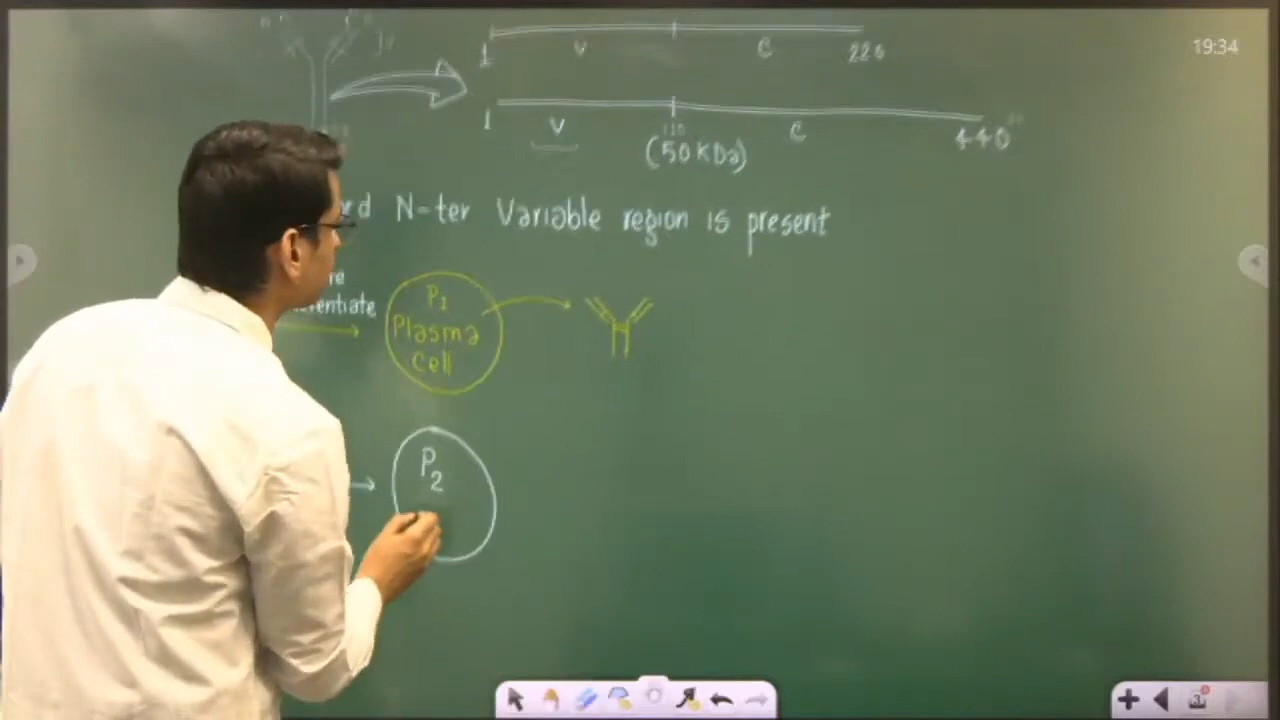 19:34
1 V C 220
1 V 110 C 440
(50 KDa)
N-ter Variable region is present
P1
Plasma
Cell
P2